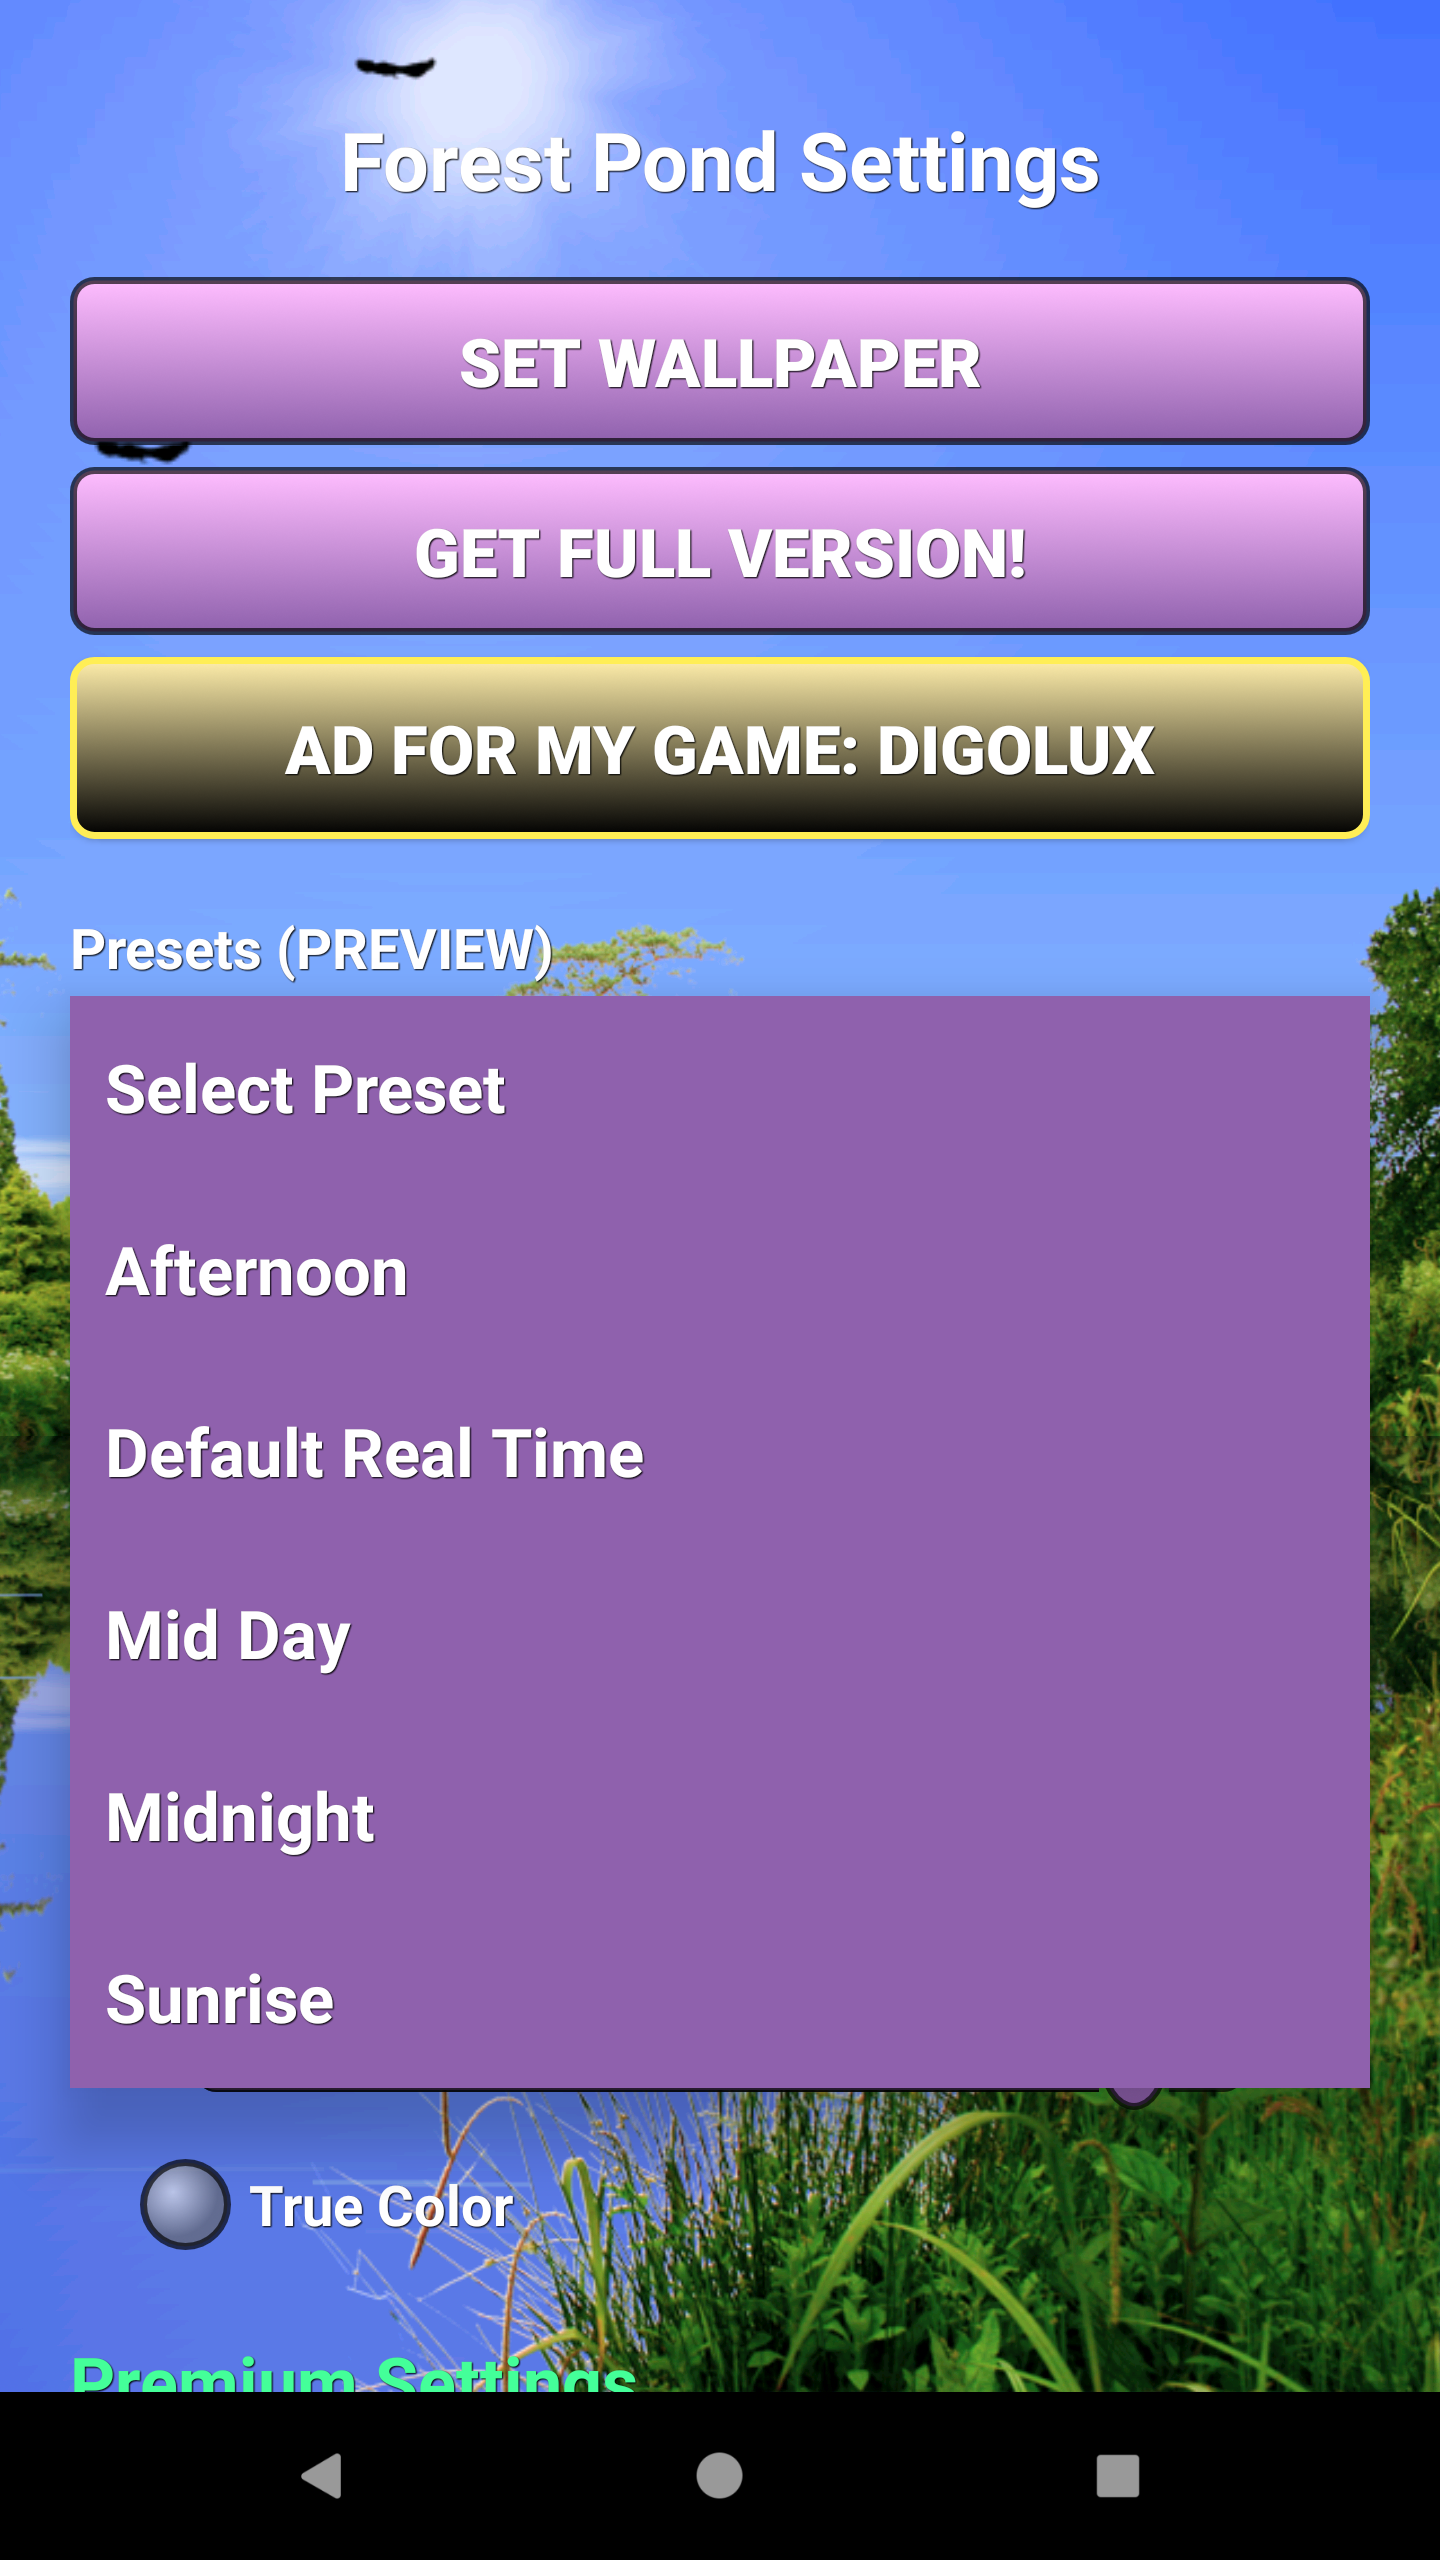 Forest Pond Settings
SET WALLPAPER
GET FULL VERSION!
AD FOR MY GAME: DIGOLUX
Presets (PREVIEW)
Select Preset
Afternoon
Default Real Time
Mid Day
Midnight
Sunrise
True Color
Premium Settings